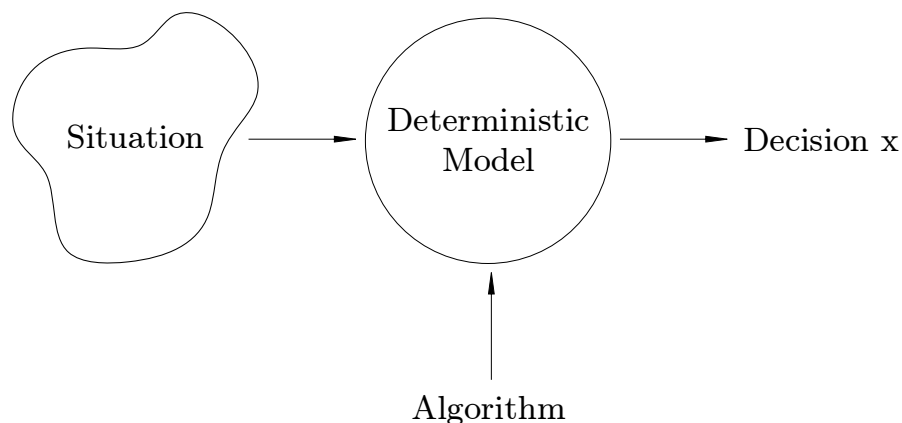 Situation
Deterministic
Model
Decision x
Algorithm